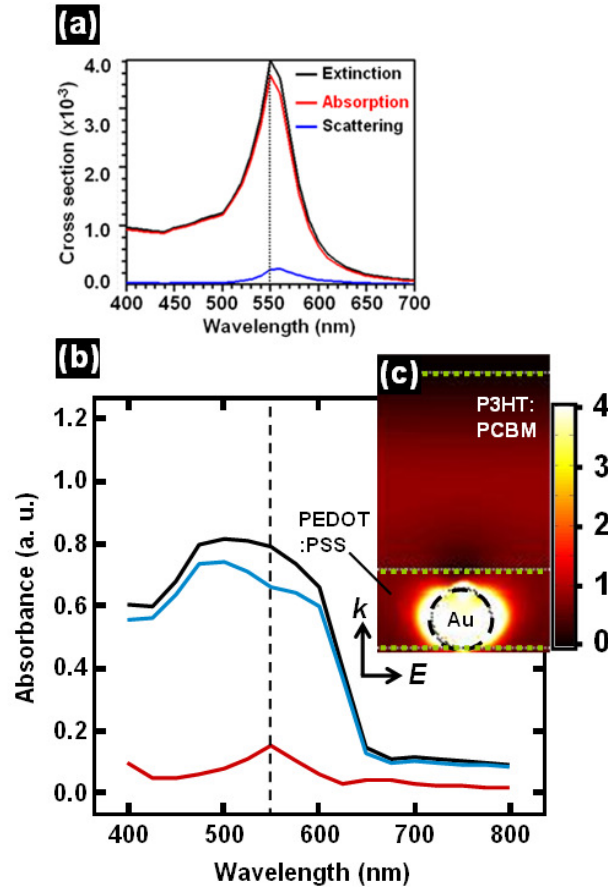 (a)
4.0
3.0
2.0
1.0
0.0
Cross section (x10⁻³)
Extinction
Absorption
Scattering
400 450 500 550 600 650 700
Wavelength (nm)
(b)
1.2
1.0
0.8
0.6
0.4
0.2
0.0
Absorbance (a. u.)
400 500 600 700 800
Wavelength (nm)
(c)
P3HT:
PCBM
PEDOT
:PSS
Au
k
E
4
3
2
1
0